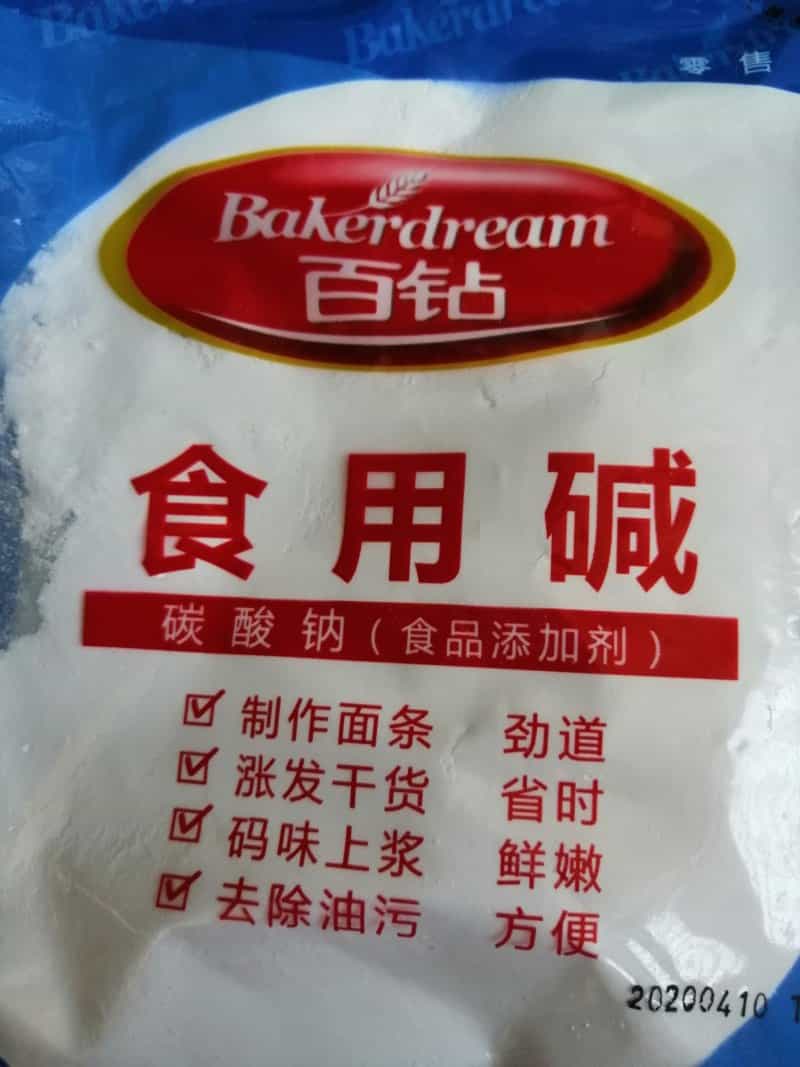 Bakerdream
Bakerdream
零售
Bakerdream
百钻
食用碱
碳酸钠(食品添加剂)
制作面条 劲道
涨发干货 省时
码味上浆 鲜嫩
去除油污 方便
20200410